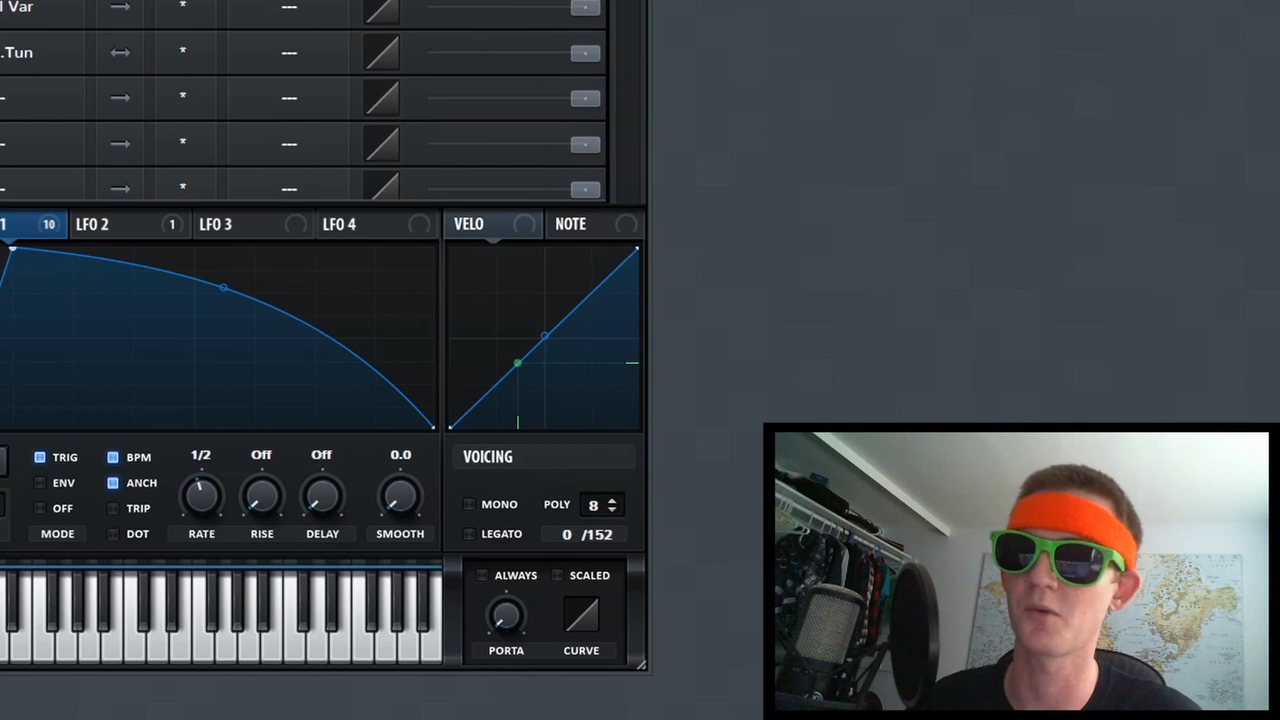 l Var * ---
.Tun * ---
- * ---
- * ---
- * ---
1 10 LFO 2 1 LFO 3 LFO 4 VELO NOTE
TRIG BPM 1/2 Off Off 0.0 VOICING
ENV ANCH
OFF TRIP MONO POLY 8
MODE DOT RATE RISE DELAY SMOOTH LEGATO 0 /152
ALWAYS SCALED
PORTA CURVE